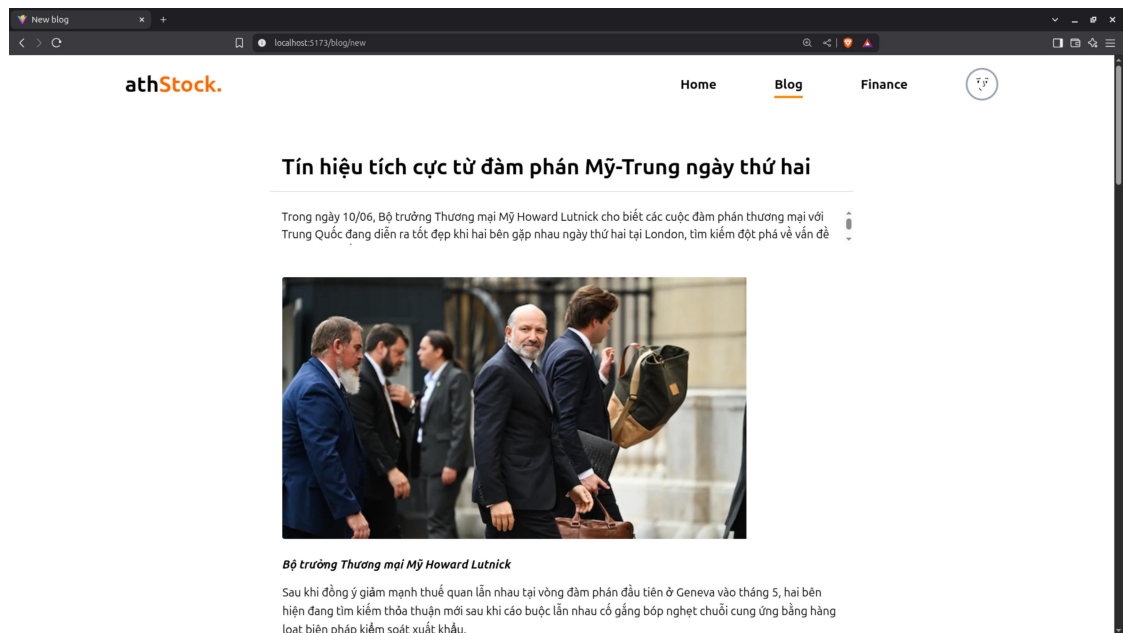 New blog
localhost:5173/blog/new
athStock.
Home
Blog
Finance
Tín hiệu tích cực từ đàm phán Mỹ-Trung ngày thứ hai
Trong ngày 10/06, Bộ trưởng Thương mại Mỹ Howard Lutnick cho biết các cuộc đàm phán thương mại với
Trung Quốc đang diễn ra tốt đẹp khi hai bên gặp nhau ngày thứ hai tại London, tìm kiếm đột phá về vấn đề
Bộ trưởng Thương mại Mỹ Howard Lutnick
Sau khi đồng ý giảm mạnh thuế quan lẫn nhau tại vòng đàm phán đầu tiên ở Geneva vào tháng 5, hai bên
hiện đang tìm kiếm thỏa thuận mới sau khi cáo buộc lẫn nhau cố gắng bóp nghẹt chuỗi cung ứng bằng hàng
loạt biện pháp kiểm soát xuất khẩu.